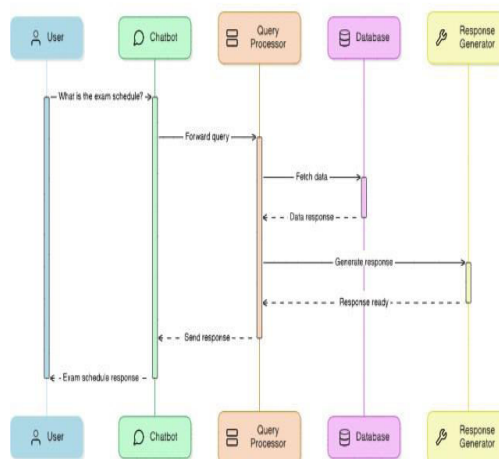 User
Chatbot
Query
Processor
Database
Response
Generator
What is the exam schedule?
Forward query
Fetch data
Data response
Generate response
Response ready
Send response
Exam schedule response
User
Chatbot
Query
Processor
Database
Response
Generator